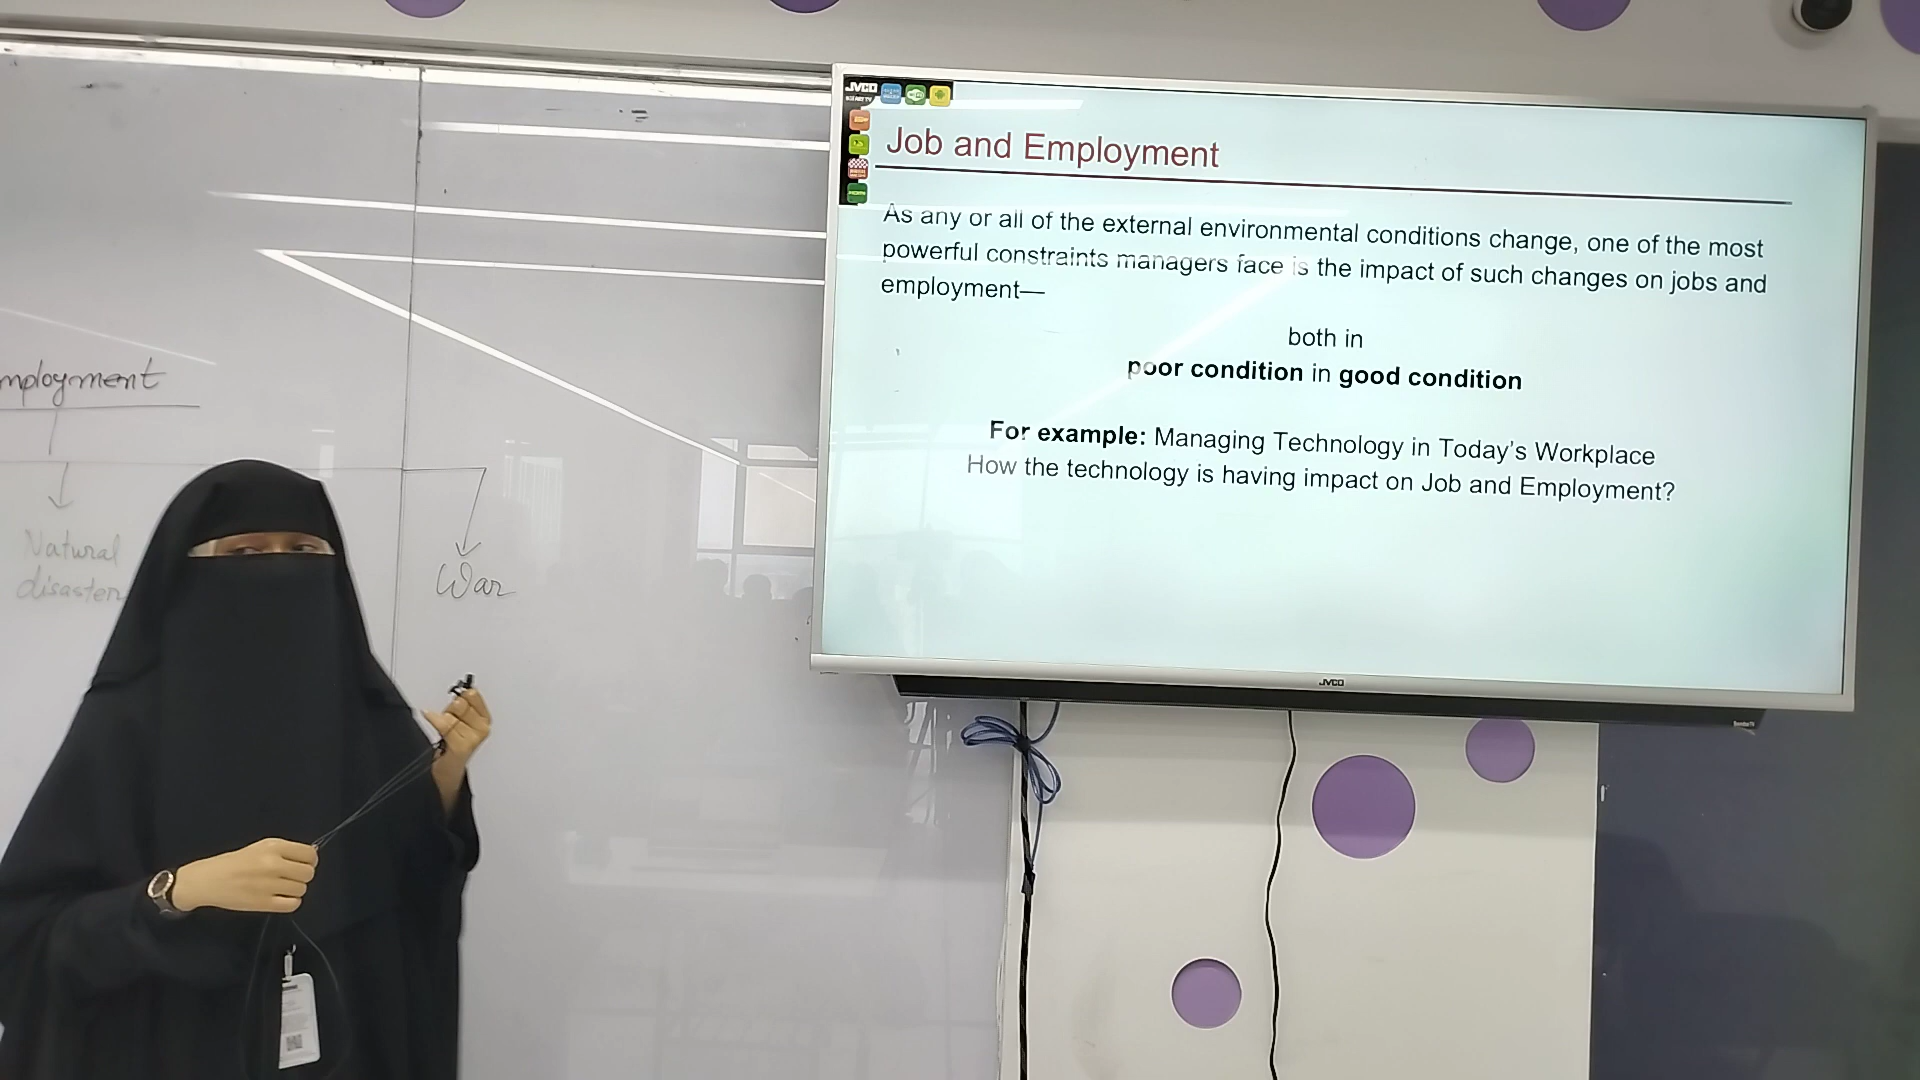 JVCO
Job and Employment
As any or all of the external environmental conditions change, one of the most
powerful constraints managers face is the impact of such changes on jobs and
employment—
both in
poor condition in good condition
For example: Managing Technology in Today's Workplace
How the technology is having impact on Job and Employment?
JVCO
mployment
Natural
disaster
War